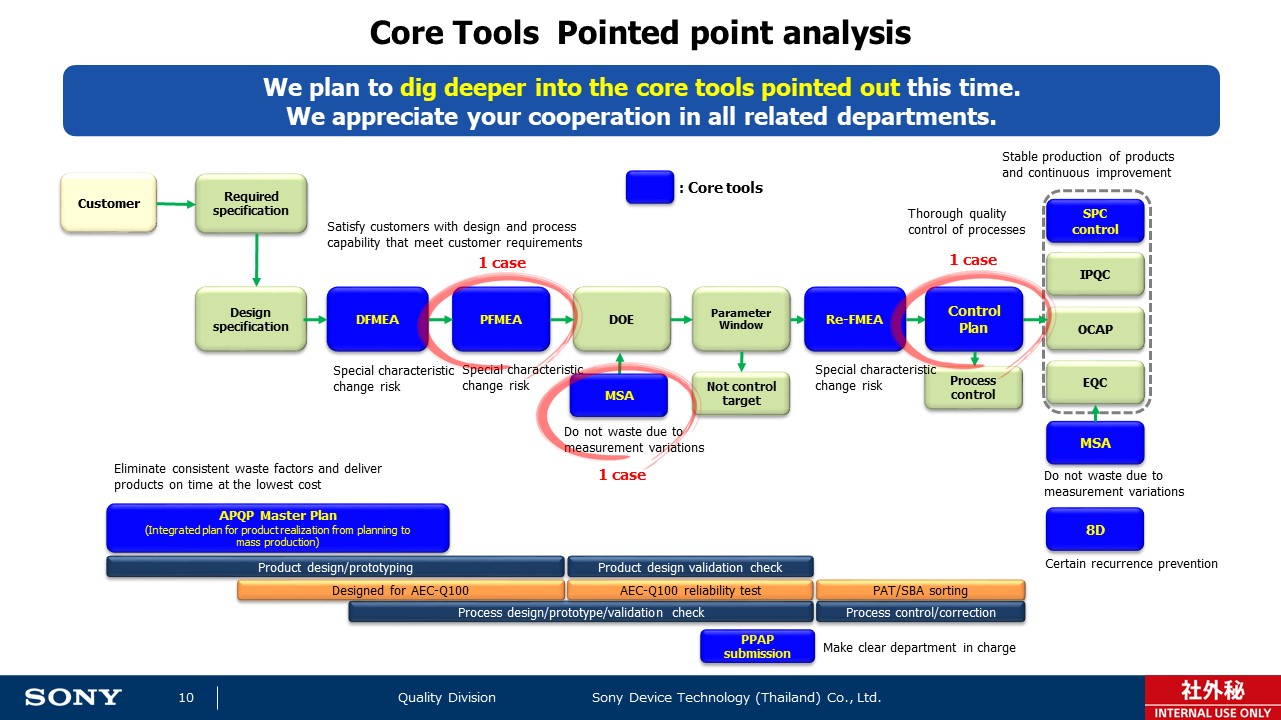 Core Tools  Pointed point analysis
We plan to dig deeper into the core tools pointed out this time.
We appreciate your cooperation in all related departments.
Stable production of products
and continuous improvement
Customer
Required
specification
: Core tools
Satisfy customers with design and process
capability that meet customer requirements
1 case
Thorough quality
control of processes
1 case
SPC
control
IPQC
OCAP
EQC
Design
specification
DFMEA
PFMEA
DOE
Parameter
Window
Re-FMEA
Control
Plan
Special characteristic
change risk
Special characteristic
change risk
MSA
Not control
target
Special characteristic
change risk
Process
control
Do not waste due to
measurement variations
1 case
MSA
Do not waste due to
measurement variations
Eliminate consistent waste factors and deliver
products on time at the lowest cost
APQP Master Plan
(Integrated plan for product realization from planning to
mass production)
8D
Certain recurrence prevention
Product design/prototyping
Product design validation check
Designed for AEC-Q100
AEC-Q100 reliability test
PAT/SBA sorting
Process design/prototype/validation check
Process control/correction
PPAP
submission
Make clear department in charge
SONY
10
Quality Division
Sony Device Technology (Thailand) Co., Ltd.
社外秘
INTERNAL USE ONLY